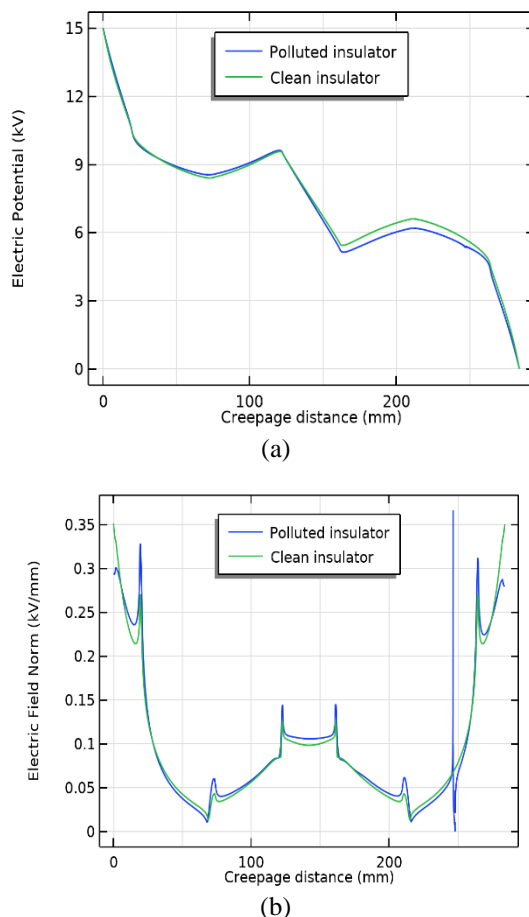 15
12
9
6
3
0
Electric Potential (kV)
Polluted insulator
Clean insulator
0
100
200
Creepage distance (mm)
(a)
0.35
0.3
0.25
0.2
0.15
0.1
0.05
0
Electric Field Norm (kV/mm)
Polluted insulator
Clean insulator
0
100
200
Creepage distance (mm)
(b)